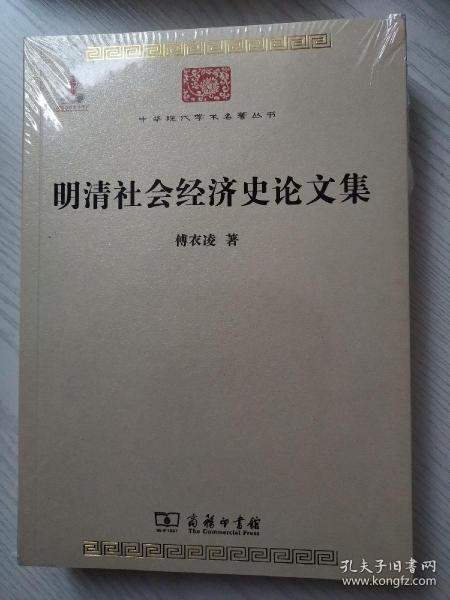 中华现代学术名著丛书
明清社会经济史论文集
傅衣凌 著
商务印书馆
The Commercial Press
孔夫子旧书网
www.kongfz.com